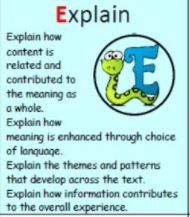 Explain
Explain how
content is
related and
contributed to
the meaning as
a whole.
Explain how
meaning is enhanced through choice
of language.
Explain the themes and patterns
that develop across the text.
Explain how information contributes
to the overall experience.
E